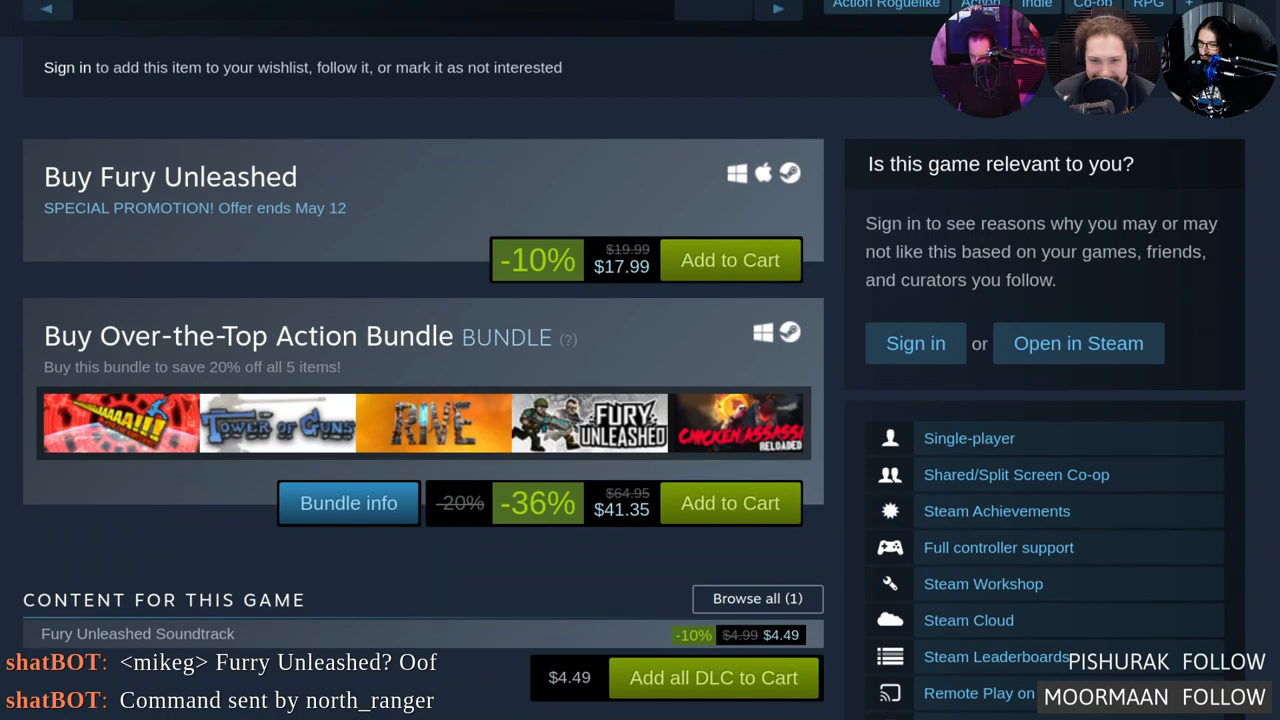 Action Roguelike Action Indie Co-op RPG +
Sign in to add this item to your wishlist, follow it, or mark it as not interested
Buy Fury Unleashed
SPECIAL PROMOTION! Offer ends May 12
-10% $19.99 $17.99 Add to Cart
Buy Over-the-Top Action Bundle BUNDLE (?)
Buy this bundle to save 20% off all 5 items!
TOWER OF GUNS
RIVE
FURY UNLEASHED
CHICKEN ASSASSIN RELOADED
Bundle info -20% -36% $64.95 $41.35 Add to Cart
CONTENT FOR THIS GAME Browse all (1)
Fury Unleashed Soundtrack -10% $4.99 $4.49
$4.49 Add all DLC to Cart
Is this game relevant to you?
Sign in to see reasons why you may or may
not like this based on your games, friends,
and curators you follow.
Sign in or Open in Steam
Single-player
Shared/Split Screen Co-op
Steam Achievements
Full controller support
Steam Workshop
Steam Cloud
Steam Leaderboards
Remote Play on
shatBOT: <mikeg> Furry Unleashed? Oof
shatBOT: Command sent by north_ranger
PISHURAK FOLLOW
MOORMAAN FOLLOW